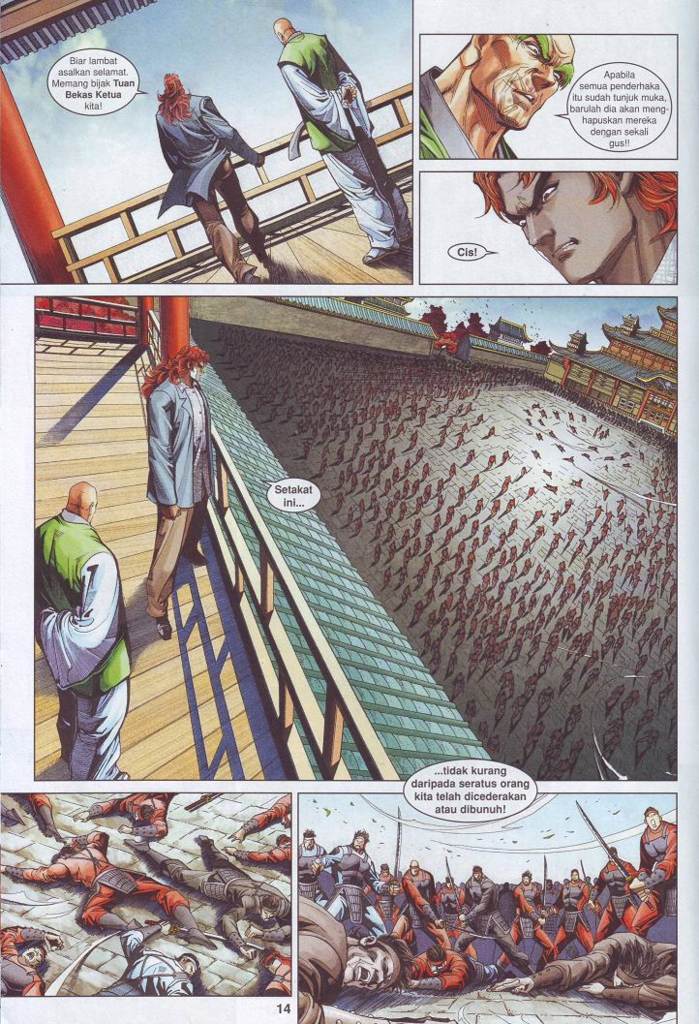 Biar lambat
asalkan selamat.
Memang bijak Tuan
Bekas Ketua
kita!
Apabila
semua penderhaka
itu sudah tunjuk muka,
barulah dia akan meng-
hapuskan mereka
dengan sekali
gus!!
Cis!
Setakat
ini...
...tidak kurang
daripada seratus orang
kita telah dicederakan
atau dibunuh!
14